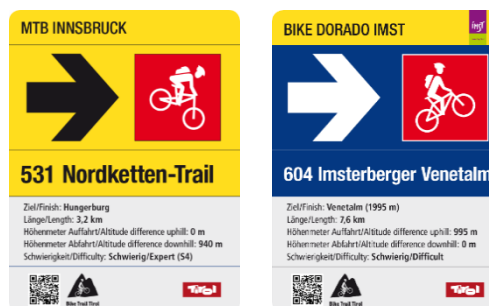 MTB INNSBRUCK
531 Nordketten-Trail
Ziel/Finish: Hungerburg
Länge/Length: 3,2 km
Höhenmeter Auffahrt/Altitude difference uphill: 0 m
Höhenmeter Abfahrt/Altitude difference downhill: 940 m
Schwierigkeit/Difficulty: Schwierig/Expert (S4)
Bike Trail Tirol
Tirol
BIKE DORADO IMST
imst
604 Imsterberger Venetalm
Ziel/Finish: Venetalm (1995 m)
Länge/Length: 7,6 km
Höhenmeter Auffahrt/Altitude difference uphill: 995 m
Höhenmeter Abfahrt/Altitude difference downhill: 0 m
Schwierigkeit/Difficulty: Schwierig/Difficult
Bike Trail Tirol
Tirol